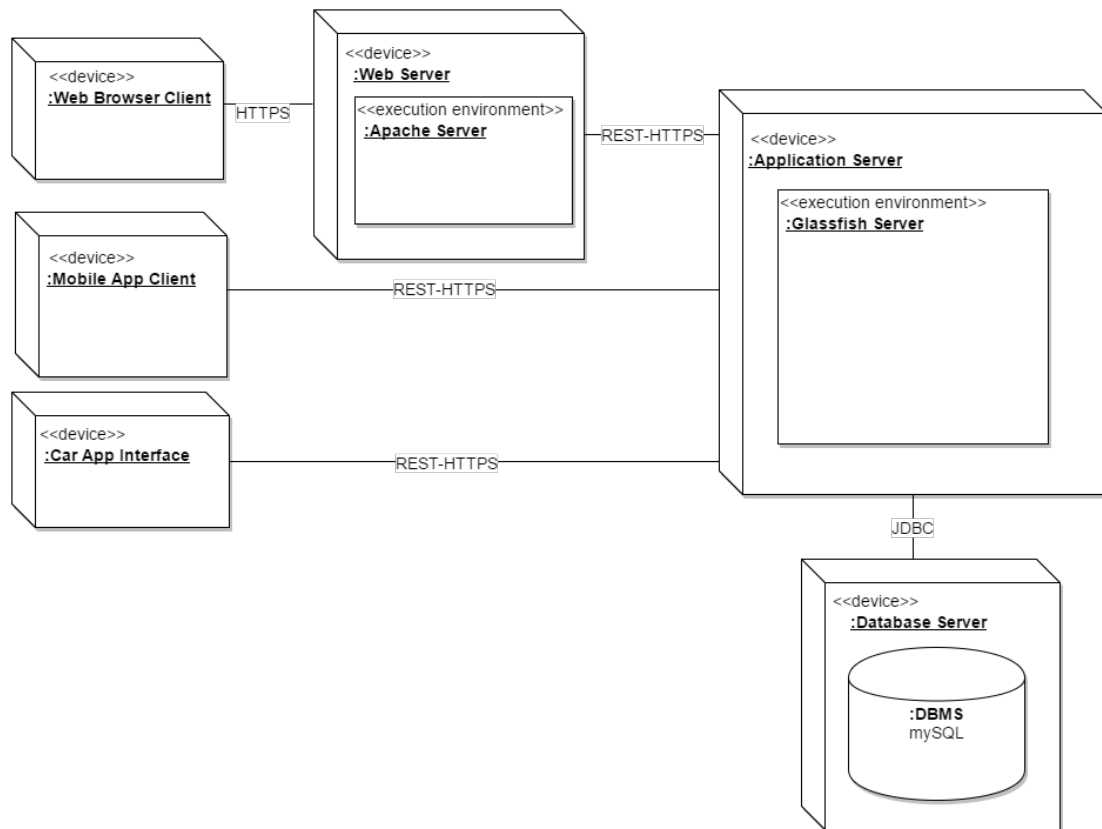 <<device>>
:Web Browser Client
HTTPS
<<device>>
:Web Server
<<execution environment>>
:Apache Server
REST-HTTPS
<<device>>
:Application Server
<<execution environment>>
:Glassfish Server
<<device>>
:Mobile App Client
REST-HTTPS
<<device>>
:Car App Interface
REST-HTTPS
JDBC
<<device>>
:Database Server
:DBMS
mySQL